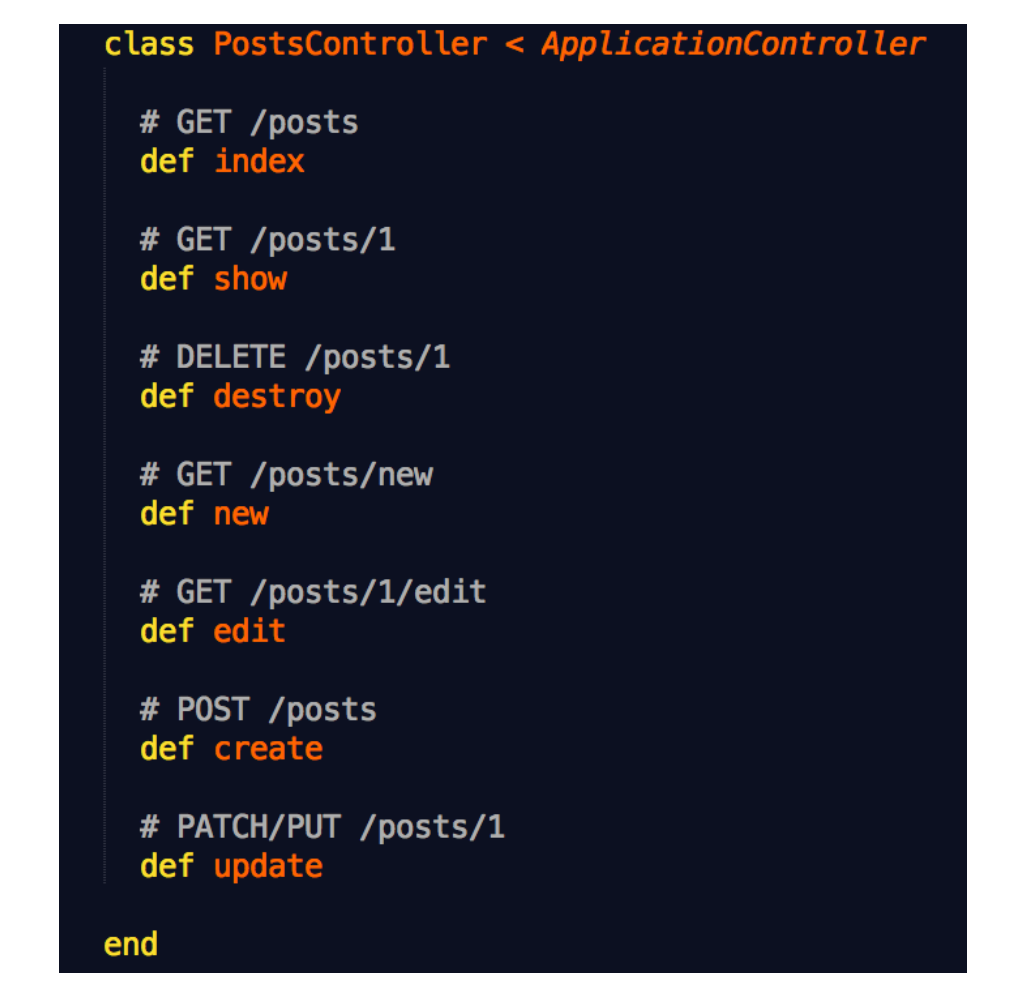 class PostsController < ApplicationController
# GET /posts
def index
# GET /posts/1
def show
# DELETE /posts/1
def destroy
# GET /posts/new
def new
# GET /posts/1/edit
def edit
# POST /posts
def create
# PATCH/PUT /posts/1
def update
end